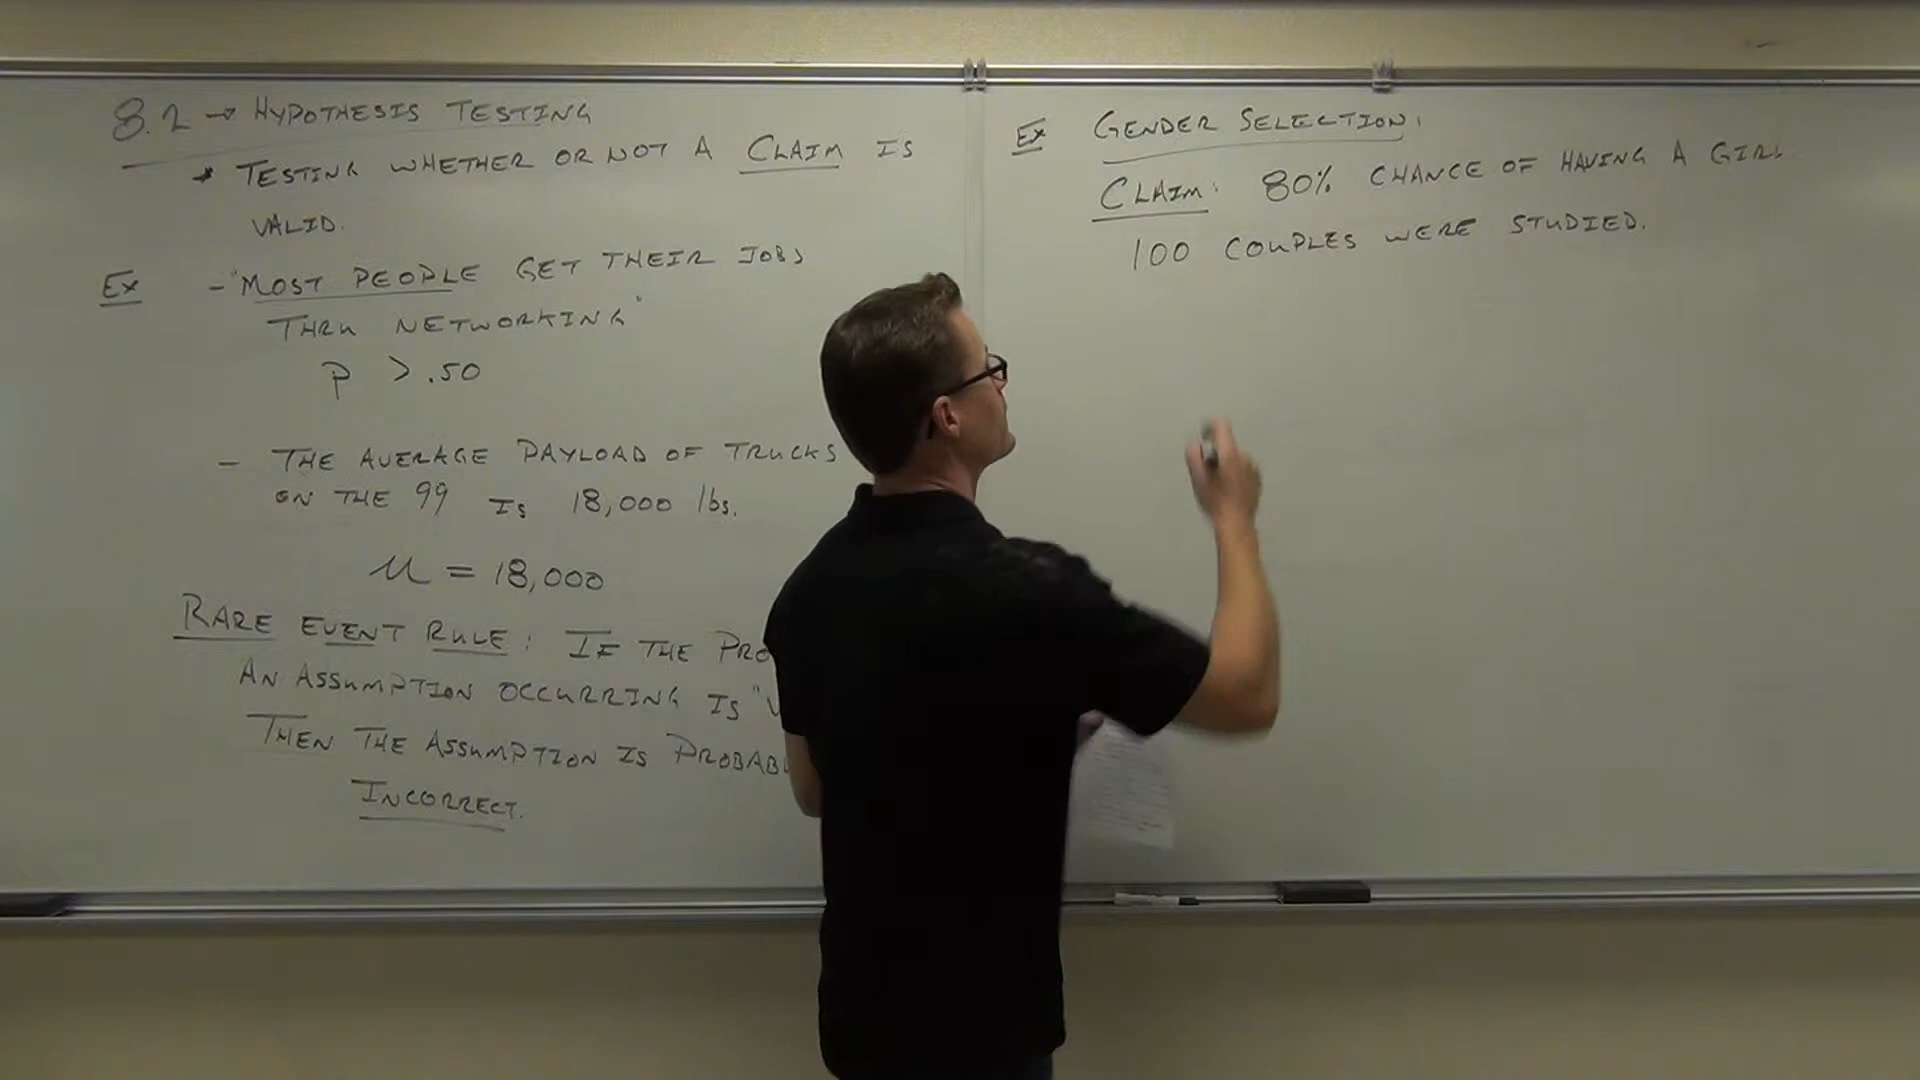 8.2 → HYPOTHESIS TESTING
* TESTING WHETHER OR NOT A CLAIM IS
VALID.
Ex - "MOST PEOPLE GET THEIR JOBS
THRU NETWORKING"
p > .50
- THE AVERAGE PAYLOAD OF TRUCKS
ON THE 99 IS 18,000 lbs.
μ = 18,000
RARE EVENT RULE: IF THE PRO
AN ASSUMPTION OCCURRING IS "V
THEN THE ASSUMPTION IS PROBABL
INCORRECT.
Ex GENDER SELECTION:
CLAIM: 80% CHANCE OF HAVING A GIRL
100 COUPLES WERE STUDIED.